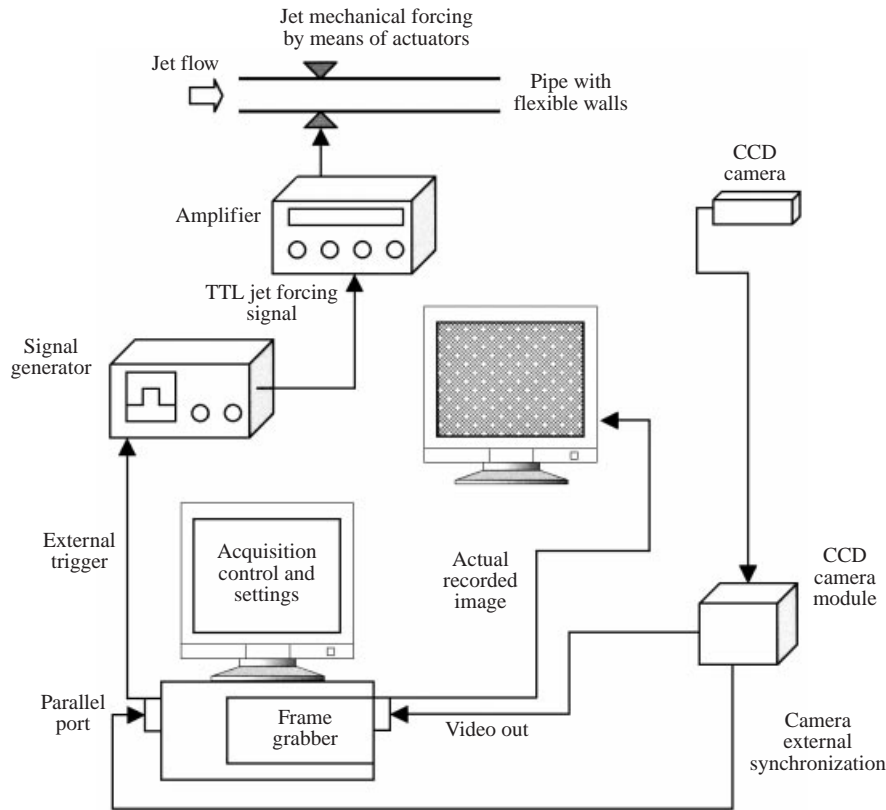 Jet mechanical forcing
by means of actuators
Jet flow
Pipe with
flexible walls
CCD
camera
Amplifier
TTL jet forcing
signal
Signal
generator
External
trigger
Acquisition
control and
settings
Actual
recorded
image
CCD
camera
module
Parallel
port
Frame
grabber
Video out
Camera
external
synchronization